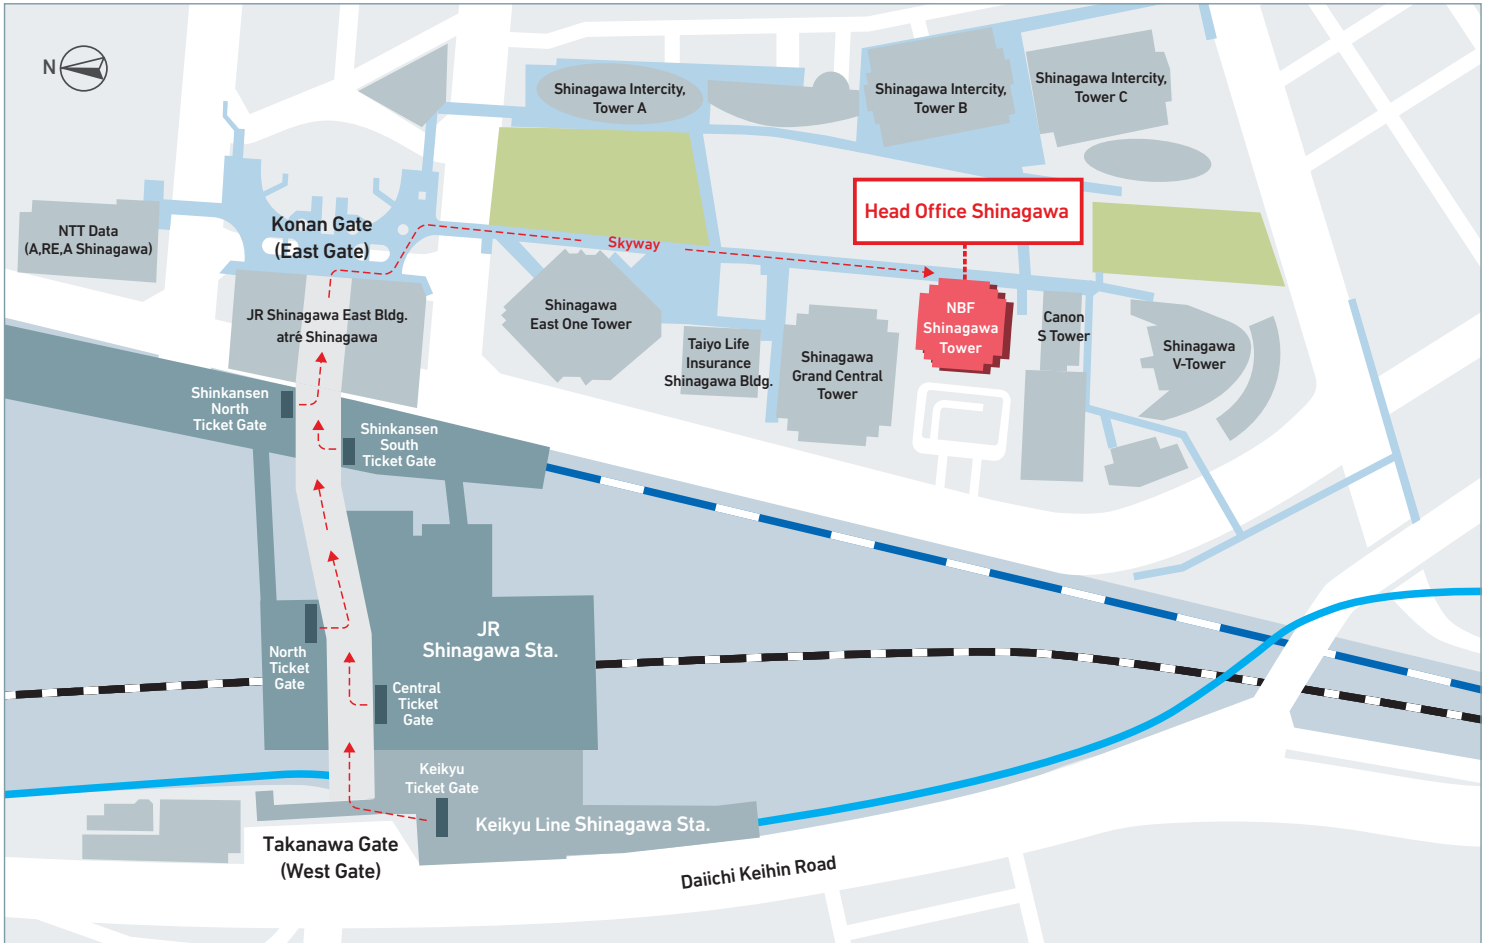 N
Shinagawa Intercity,
Tower A
Shinagawa Intercity,
Tower B
Shinagawa Intercity,
Tower C
NTT Data
(A,RE,A Shinagawa)
Konan Gate
(East Gate)
Head Office Shinagawa
Skyway
JR Shinagawa East Bldg.
atré Shinagawa
Shinagawa
East One Tower
Taiyo Life
Insurance
Shinagawa Bldg.
Shinagawa
Grand Central
Tower
NBF
Shinagawa
Tower
Canon
S Tower
Shinagawa
V-Tower
Shinkansen
North
Ticket Gate
Shinkansen
South
Ticket Gate
North
Ticket
Gate
JR
Shinagawa Sta.
Central
Ticket
Gate
Keikyu
Ticket Gate
Keikyu Line Shinagawa Sta.
Takanawa Gate
(West Gate)
Daiichi Keihin Road